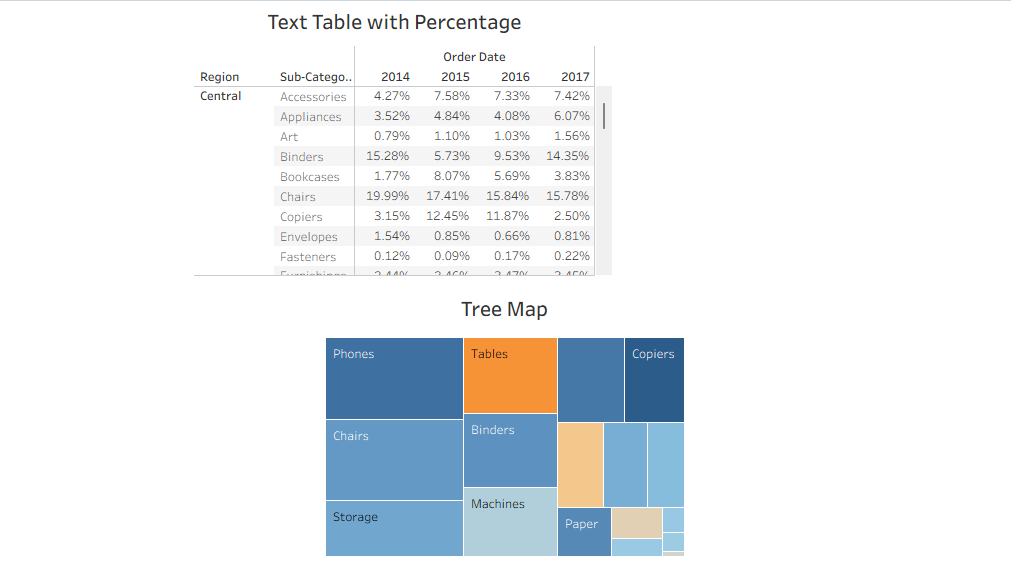 Text Table with Percentage
Order Date
Region Sub-Catego.. 2014 2015 2016 2017
Central Accessories 4.27% 7.58% 7.33% 7.42%
Appliances 3.52% 4.84% 4.08% 6.07%
Art 0.79% 1.10% 1.03% 1.56%
Binders 15.28% 5.73% 9.53% 14.35%
Bookcases 1.77% 8.07% 5.69% 3.83%
Chairs 19.99% 17.41% 15.84% 15.78%
Copiers 3.15% 12.45% 11.87% 2.50%
Envelopes 1.54% 0.85% 0.66% 0.81%
Fasteners 0.12% 0.09% 0.17% 0.22%
Tree Map
Phones Tables Copiers
Binders
Chairs
Machines
Storage
Paper